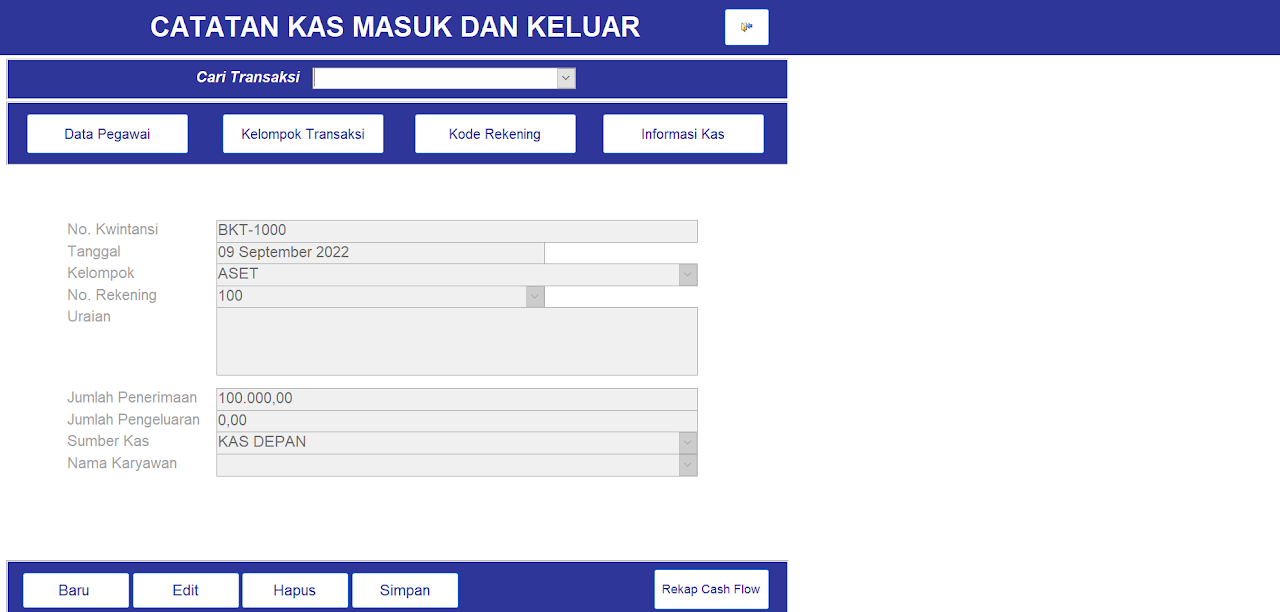 CATATAN KAS MASUK DAN KELUAR
Cari Transaksi
Data Pegawai Kelompok Transaksi Kode Rekening Informasi Kas
No. Kwintansi BKT-1000
Tanggal 09 September 2022
Kelompok ASET
No. Rekening 100
Uraian
Jumlah Penerimaan 100.000,00
Jumlah Pengeluaran 0,00
Sumber Kas KAS DEPAN
Nama Karyawan
Baru Edit Hapus Simpan Rekap Cash Flow